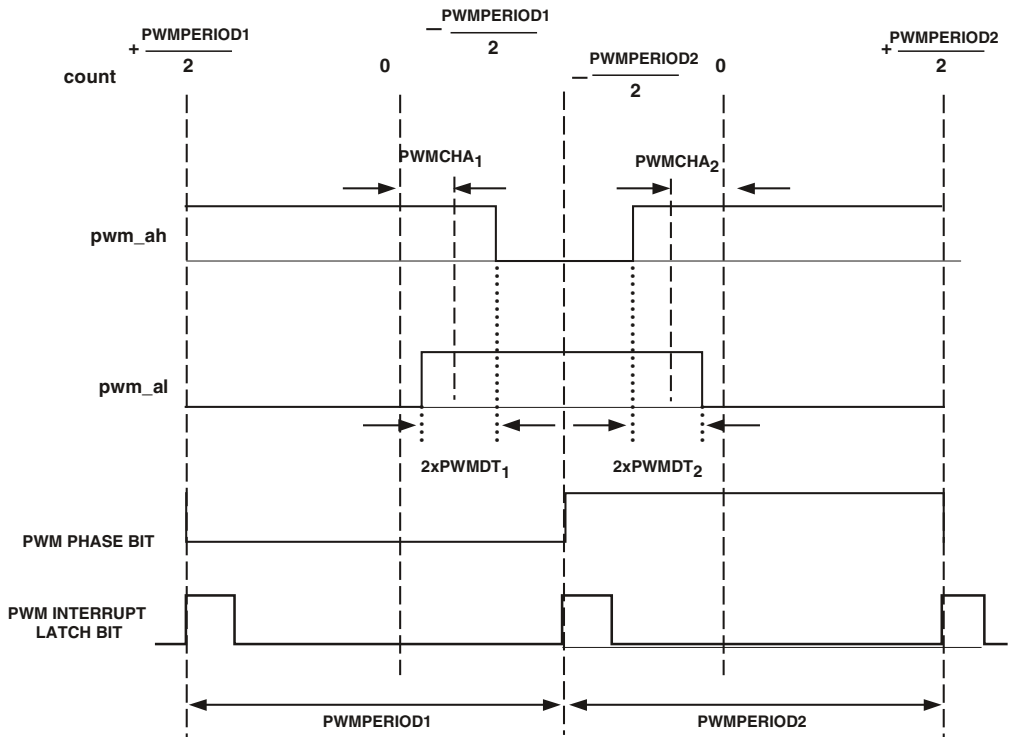 + PWMPERIOD1
2
0
– PWMPERIOD1
2
– PWMPERIOD2
2
0
+ PWMPERIOD2
2
count
PWMCHA1
PWMCHA2
pwm_ah
pwm_al
2xPWMDT1
2xPWMDT2
PWM PHASE BIT
PWM INTERRUPT
LATCH BIT
PWMPERIOD1
PWMPERIOD2